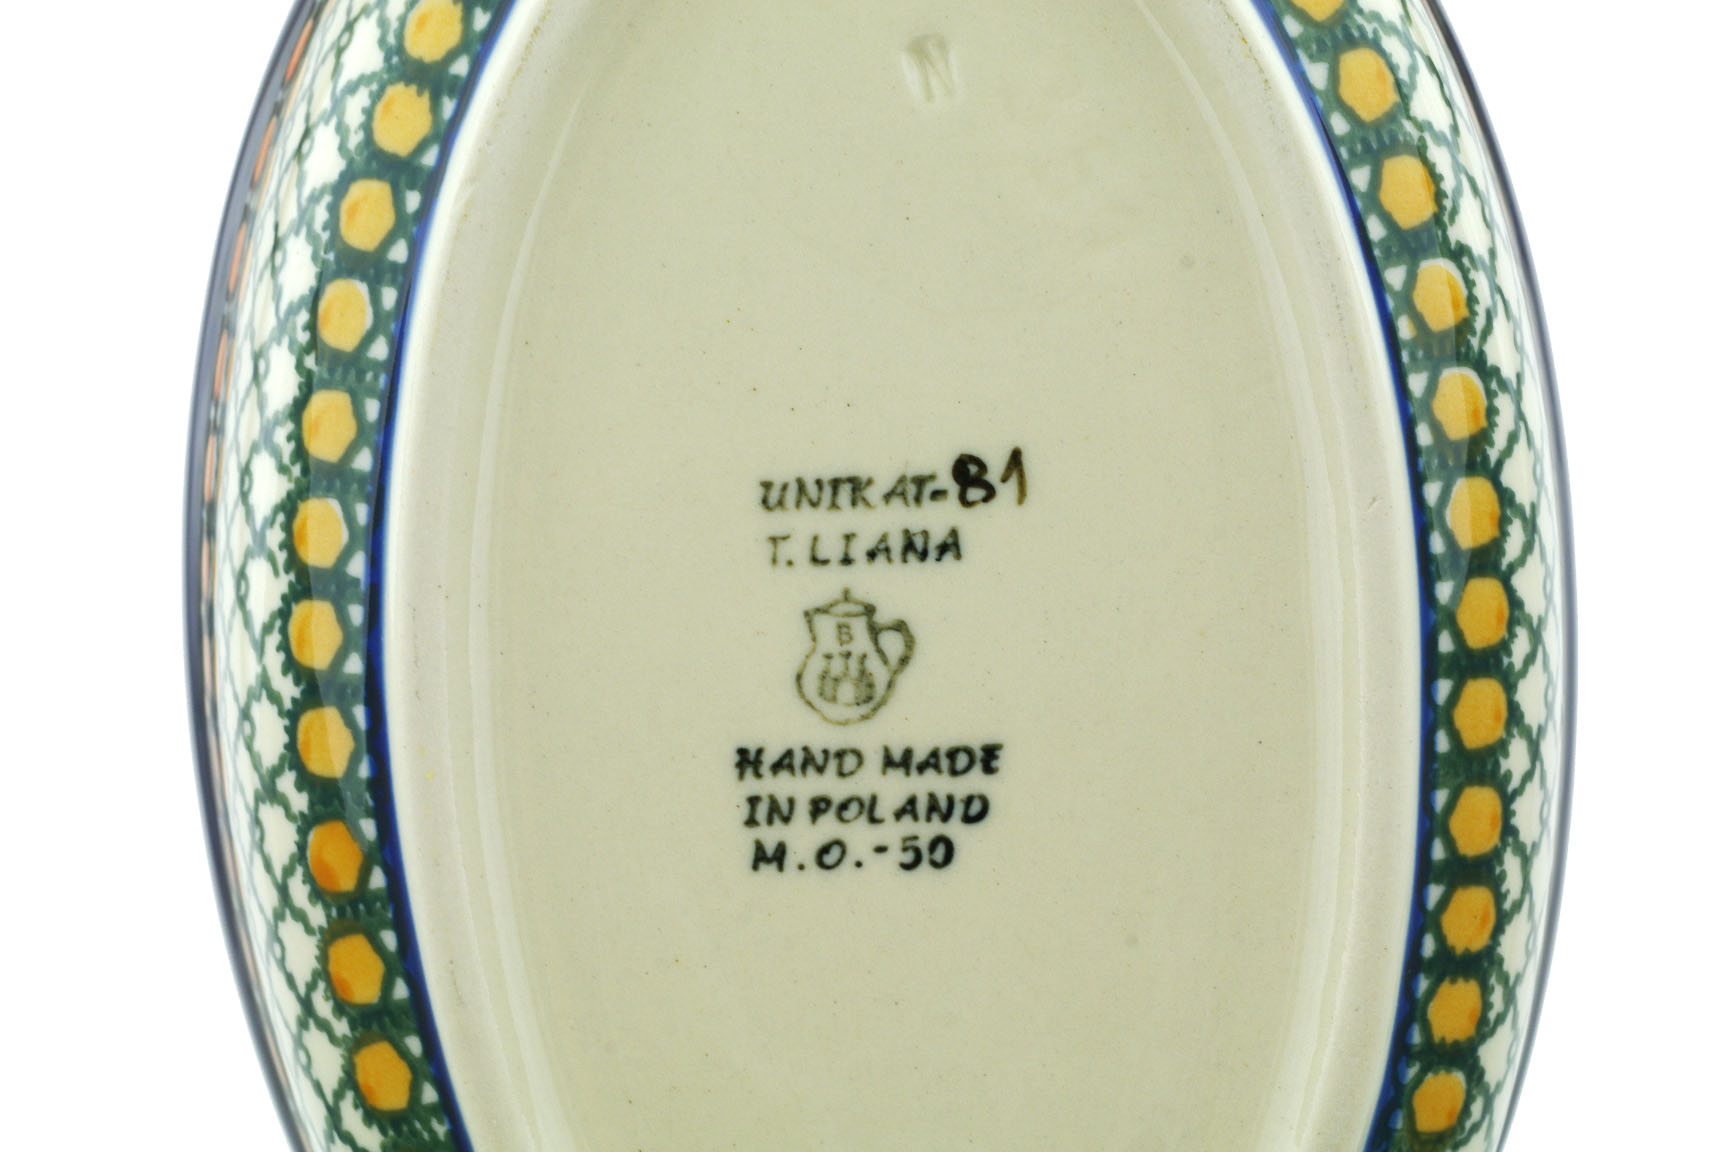 N
UNIKAT-81
T. LIANA
B
HAND MADE
IN POLAND
M.O.-50